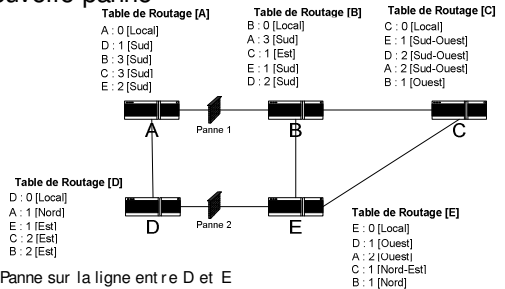 ouvelle panne
Table de Routage [A]
A : 0 [Local]
D : 1 [Sud]
B : 3 [Sud]
C : 3 [Sud]
E : 2 [Sud]
Table de Routage [B]
B : 0 [Local]
A : 3 [Sud]
C : 1 [Est]
E : 1 [Sud]
D : 2 [Sud]
Table de Routage [C]
C : 0 [Local]
E : 1 [Sud-Ouest]
D : 2 [Sud-Ouest]
A : 2 [Sud-Ouest]
B : 1 [Ouest]
A
Panne 1
B
C
Table de Routage [D]
D : 0 [Local]
A : 1 [Nord]
E : 1 [Est]
C : 2 [Est]
B : 2 [Est]
D
Panne 2
E
Table de Routage [E]
E : 0 [Local]
D : 1 [Ouest]
A : 2 [Ouest]
C : 1 [Nord-Est]
B : 1 [Nord]
Panne sur la ligne entre D et E